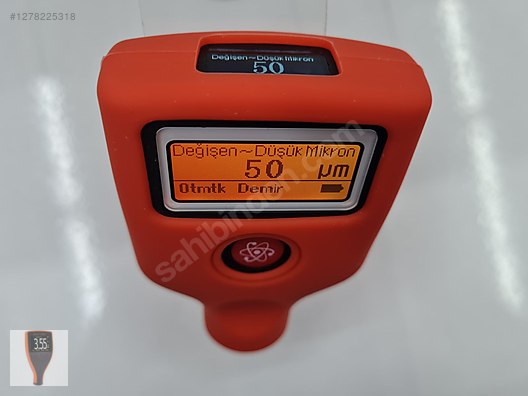 #1278225318
Değişen~Düşük Mikron
50
Değişen~Düşük Mikron
50 µm
Otmtk Demir
sahibinden.com
3.55